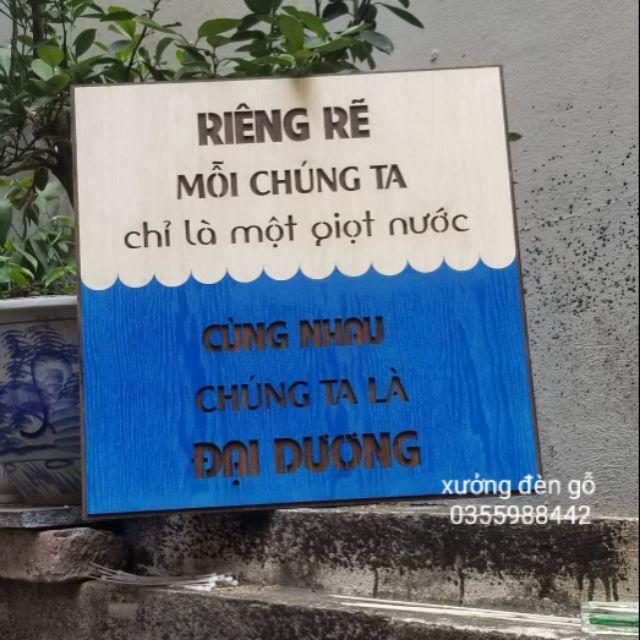 RIÊNG RẼ
MỖI CHÚNG TA
chỉ là một giọt nước
CÙNG NHAU
CHÚNG TA LÀ
ĐẠI DƯƠNG
xưởng đèn gỗ
0355988442